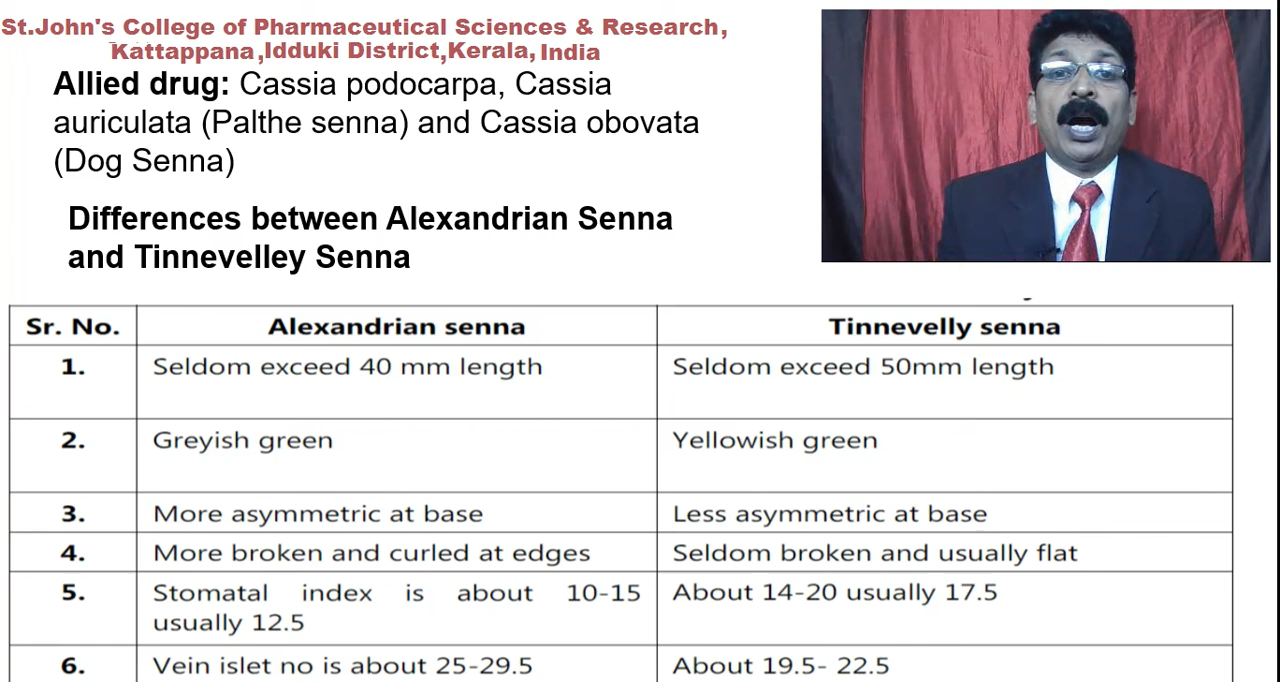 St.John's College of Pharmaceutical Sciences & Research,
Kattappana,Idduki District,Kerala, India
Allied drug: Cassia podocarpa, Cassia
auriculata (Palthe senna) and Cassia obovata
(Dog Senna)
Differences between Alexandrian Senna
and Tinnevelley Senna
Sr. No. Alexandrian senna Tinnevelly senna
1. Seldom exceed 40 mm length Seldom exceed 50mm length
2. Greyish green Yellowish green
3. More asymmetric at base Less asymmetric at base
4. More broken and curled at edges Seldom broken and usually flat
5. Stomatal index is about 10-15 About 14-20 usually 17.5
usually 12.5
6. Vein islet no is about 25-29.5 About 19.5- 22.5